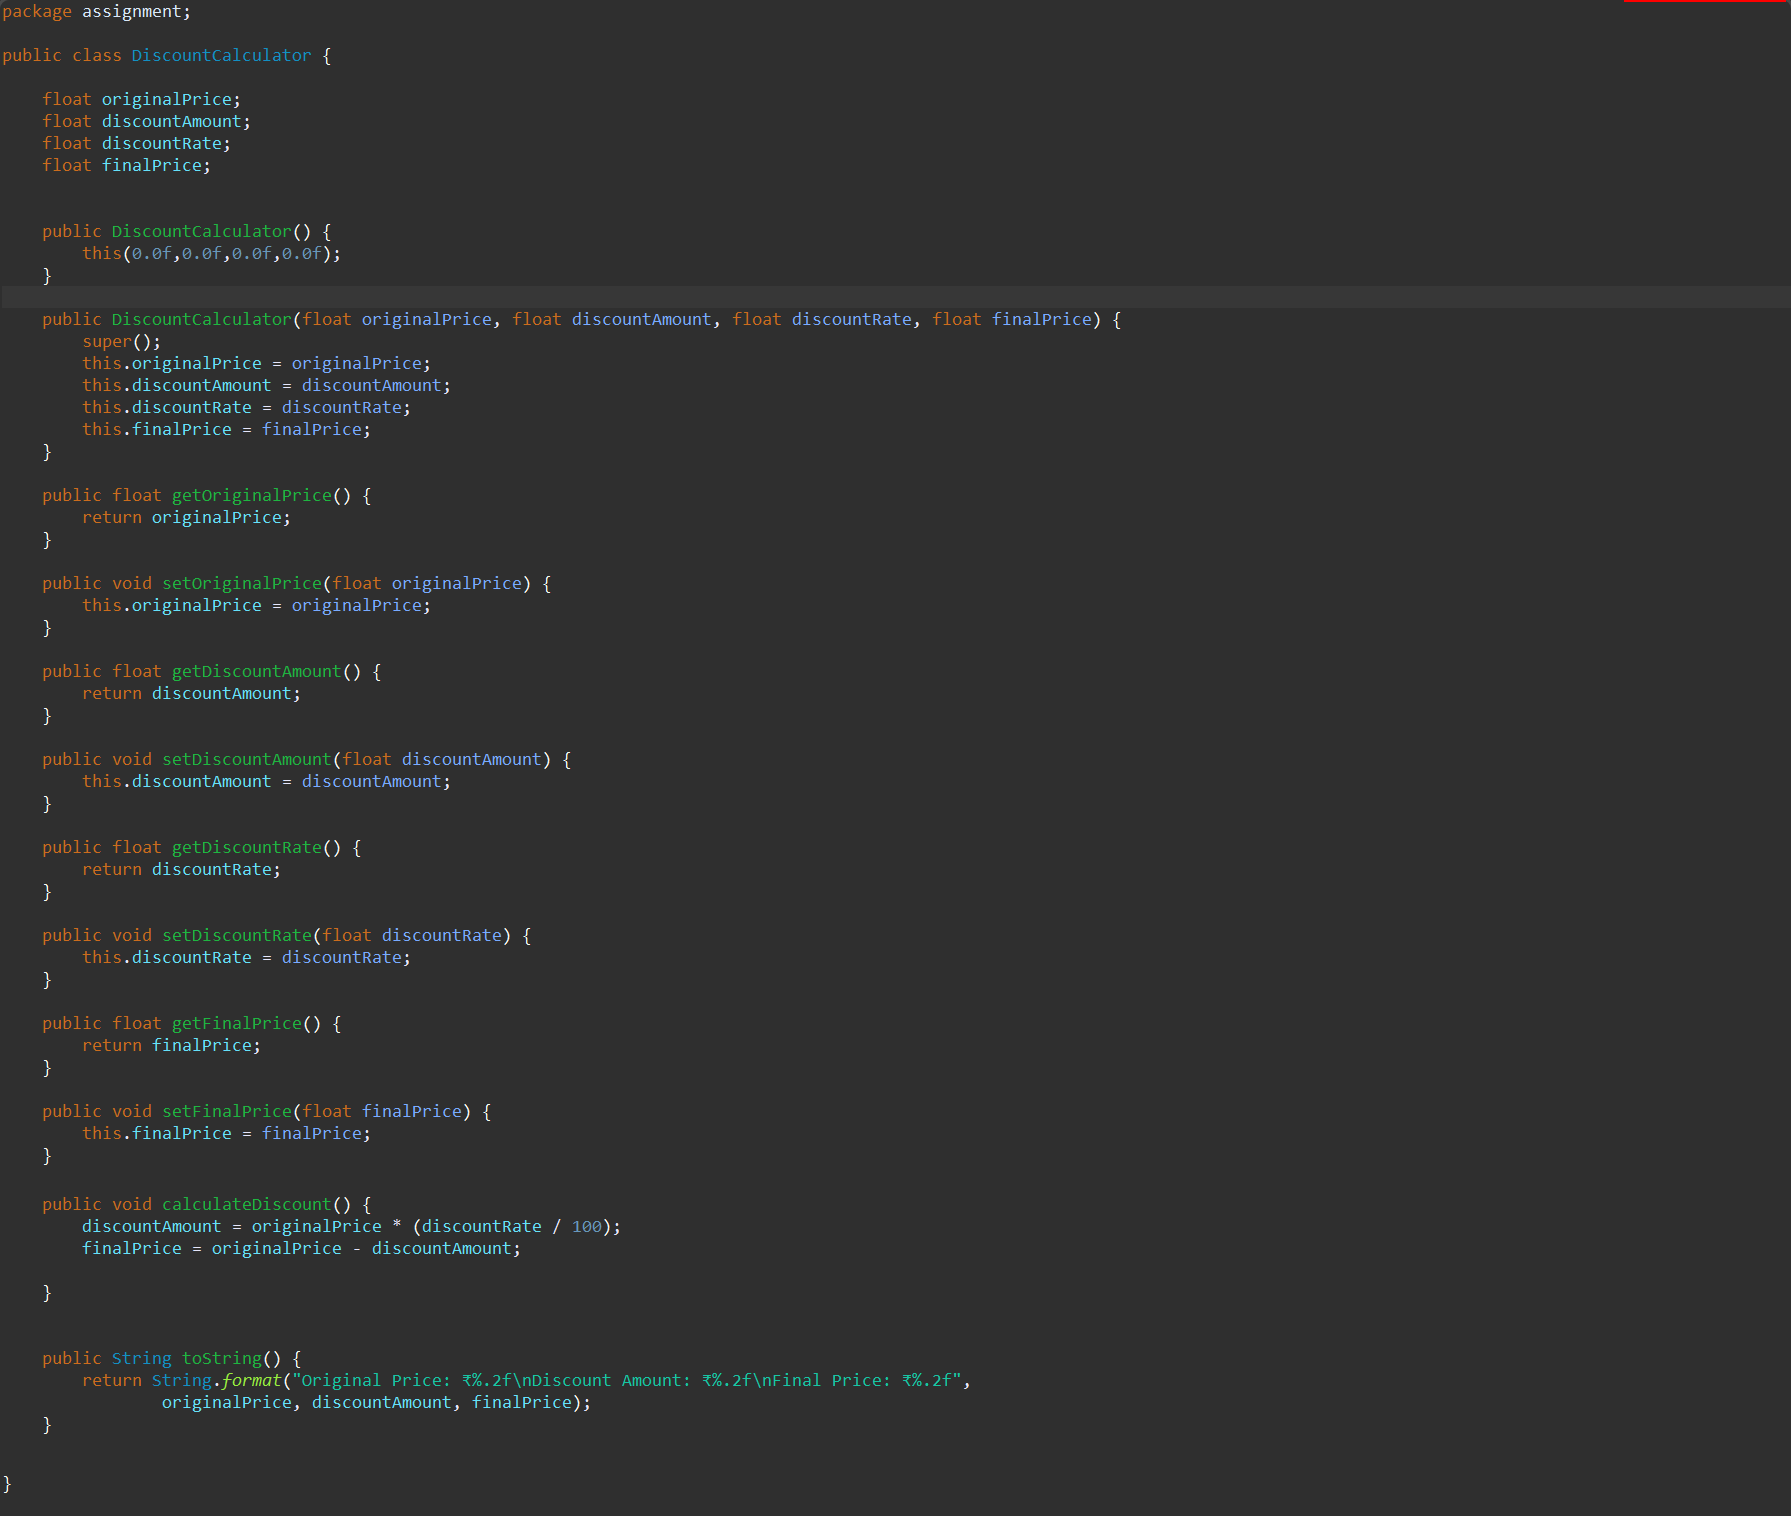 package assignment;
public class DiscountCalculator {
float originalPrice;
float discountAmount;
float discountRate;
float finalPrice;
public DiscountCalculator() {
this(0.0f,0.0f,0.0f,0.0f);
}
public DiscountCalculator(float originalPrice, float discountAmount, float discountRate, float finalPrice) {
super();
this.originalPrice = originalPrice;
this.discountAmount = discountAmount;
this.discountRate = discountRate;
this.finalPrice = finalPrice;
}
public float getOriginalPrice() {
return originalPrice;
}
public void setOriginalPrice(float originalPrice) {
this.originalPrice = originalPrice;
}
public float getDiscountAmount() {
return discountAmount;
}
public void setDiscountAmount(float discountAmount) {
this.discountAmount = discountAmount;
}
public float getDiscountRate() {
return discountRate;
}
public void setDiscountRate(float discountRate) {
this.discountRate = discountRate;
}
public float getFinalPrice() {
return finalPrice;
}
public void setFinalPrice(float finalPrice) {
this.finalPrice = finalPrice;
}
public void calculateDiscount() {
discountAmount = originalPrice * (discountRate / 100);
finalPrice = originalPrice - discountAmount;
}
public String toString() {
return String.format("Original Price: ₹%.2f\nDiscount Amount: ₹%.2f\nFinal Price: ₹%.2f",
originalPrice, discountAmount, finalPrice);
}
}